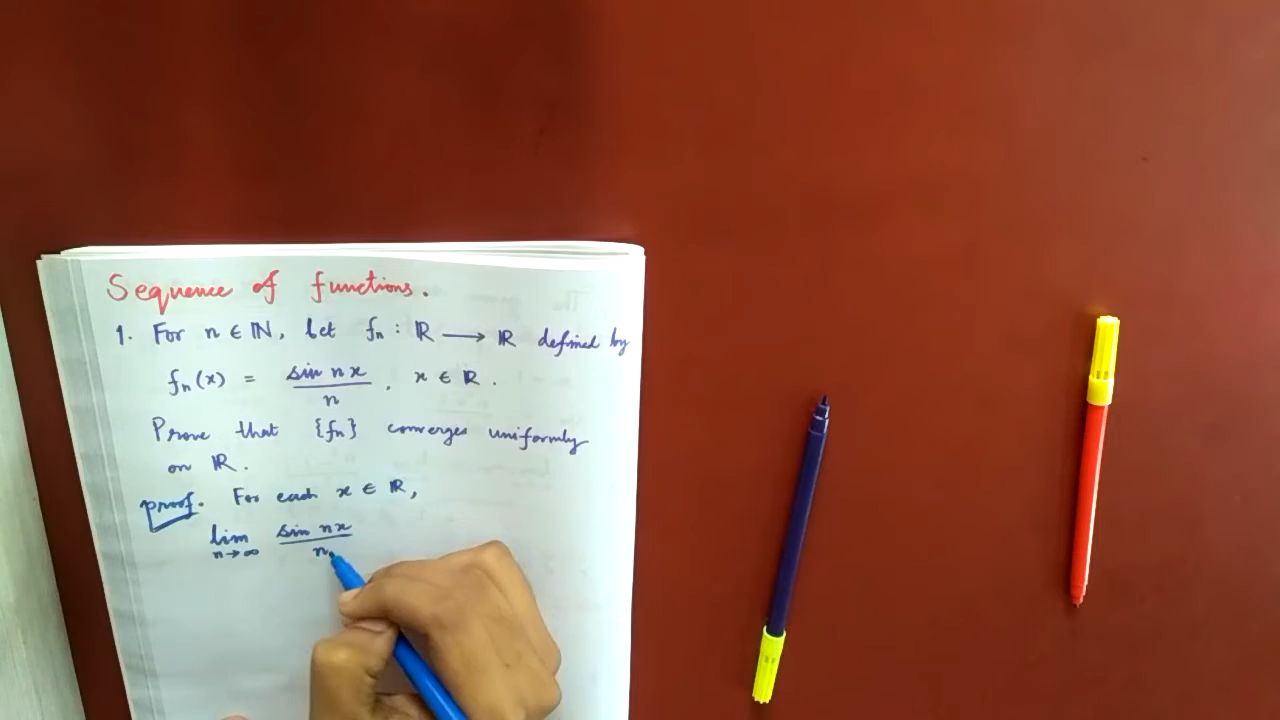 Sequence of functions.
1. For n ∈ ℕ, let fₙ : ℝ ⟶ ℝ defined by
fₙ(x) = sin nx / n , x ∈ ℝ.
Prove that {fₙ} converges uniformly
on ℝ.
proof. For each x ∈ ℝ,
lim n→∞ sin nx / n